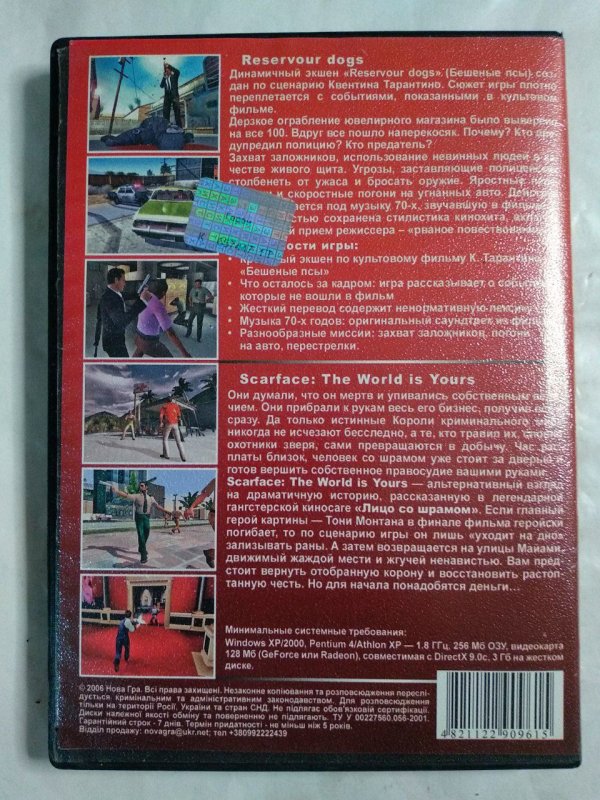 Reservour dogs
Динамичный экшен «Reservour dogs» (Бешеные псы) соз-
дан по сценарию Квентина Тарантино. Сюжет игры плотно
переплетается с событиями, показанными в культовом
фильме.
Дерзкое ограбление ювелирного магазина было выверено
на все 100. Вдруг все пошло наперекосяк. Почему? Кто пре-
дупредил полицию? Кто предатель?
Захват заложников, использование невинных людей в ка-
честве живого щита. Угрозы, заставляющие полицейских
столбенеть от ужаса и бросать оружие. Яростные
и скоростные погони на угнанных авто.
под музыку 70-х, звучавшую в фильме.
сохранена стилистика кинохита,
прием режиссера – «рваное повествование».
игры:
• экшен по культовому фильму К. Тарантино
«Бешеные псы»
• Что осталось за кадром: игра рассказывает о событиях,
которые не вошли в фильм
• Жесткий перевод содержит ненормативную лексику
• Музыка 70-х годов: оригинальный саундтрек из фильма
• Разнообразные миссии: захват заложников, погони
на авто, перестрелки.
Scarface: The World is Yours
Они думали, что он мертв и упивались собственным вели-
чием. Они прибрали к рукам весь его бизнес, получив все
сразу. Да только истинные Короли криминального мира
никогда не исчезают бесследно, а те, кто травил их, словно
охотники зверя, сами превращаются в добычу. Час рас-
платы близок, человек со шрамом уже стоит за дверью и
готов вершить собственное правосудие вашими руками.
Scarface: The World is Yours — альтернативный взгляд
на драматичную историю, рассказанную в легендарной
гангстерской киносаге «Лицо со шрамом». Если главный
герой картины — Тони Монтана в финале фильма геройски
погибает, то по сценарию игры он лишь «уходит на дно»
зализывать раны. А затем возвращается на улицы Майами,
движимый жаждой мести и жгучей ненавистью. Вам пред-
стоит вернуть отобранную корону и восстановить растоп-
танную честь. Но для начала понадобятся деньги…
Минимальные системные требования:
Windows XP/2000, Pentium 4/Athlon XP — 1.8 ГГц, 256 Мб ОЗУ, видеокарта
128 Мб (GeForce или Radeon), совместимая с DirectX 9.0c. 3 Гб на жестком
диске.
© 2006 Нова Гра. Всі права захищені. Незаконне копіювання та розповсюдження переслі-
дується кримінальним та адміністративним законодавством. Для розповсюдження
тільки на території Росії, України та стран СНД. Не підлягає обов'язковій сертифікації.
Диски належної якості обміну та поверненню не підлягають. ТУ У 00227560.056-2001.
Гарантійний строк - 7 днів. Термін придатності - не меньш ніж 5 років.
Відділ продажу: novagra@ukr.net; тел +380992222439
4821122 909615